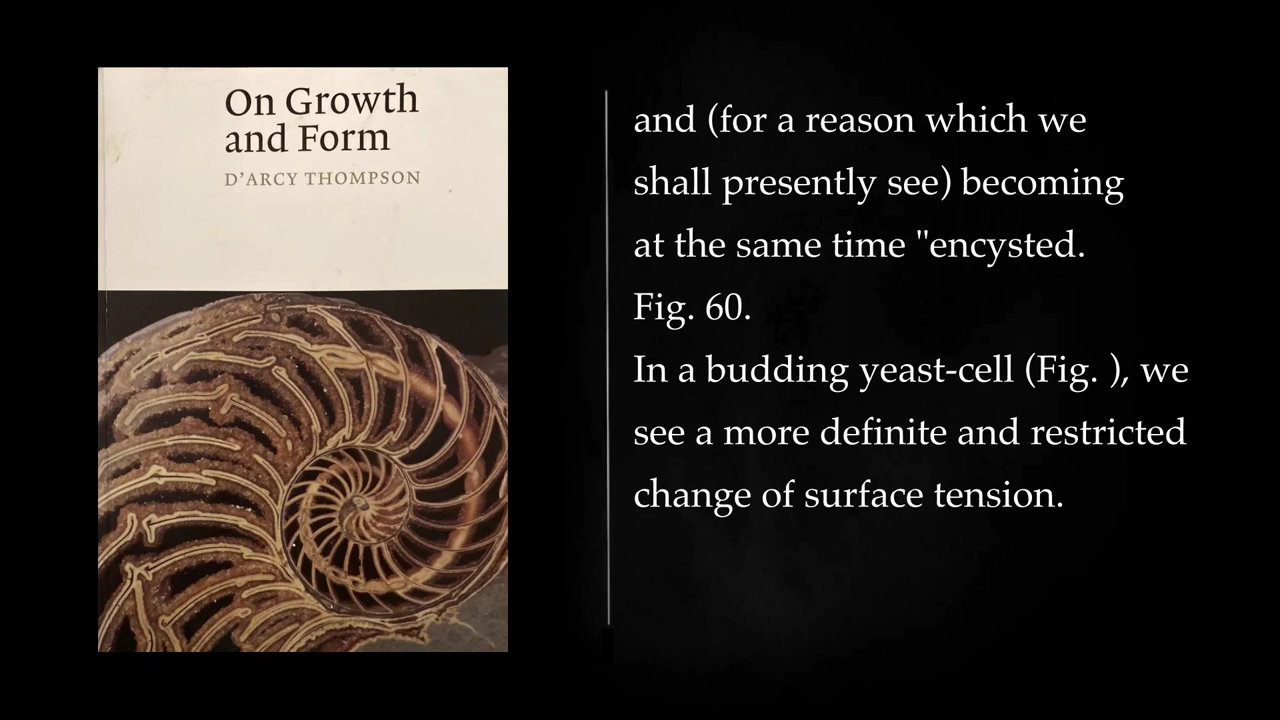 On Growth
and Form
D'ARCY THOMPSON
and (for a reason which we
shall presently see) becoming
at the same time "encysted.
Fig. 60.
In a budding yeast-cell (Fig. ), we
see a more definite and restricted
change of surface tension.